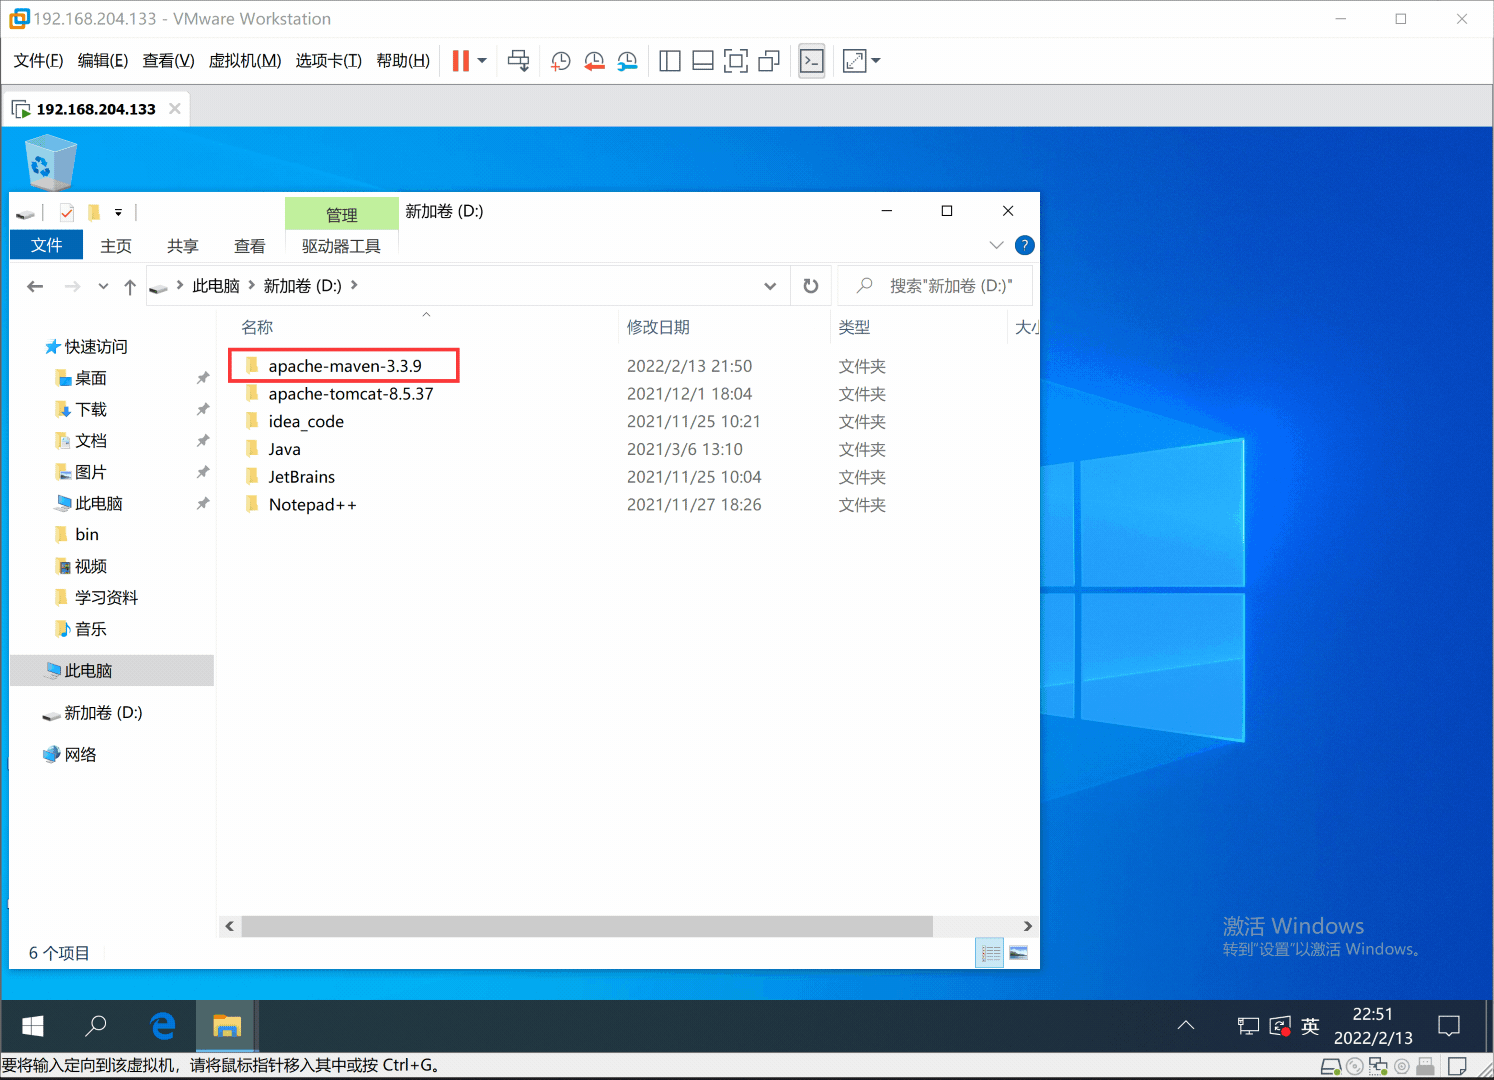 192.168.204.133 - VMware Workstation
文件(F) 编辑(E) 查看(V) 虚拟机(M) 选项卡(T) 帮助(H)
192.168.204.133
管理 新加卷 (D:)
文件 主页 共享 查看 驱动器工具
此电脑 新加卷 (D:) 搜索"新加卷 (D:)"
名称 修改日期 类型 大小
快速访问
桌面
下载
文档
图片
此电脑
bin
视频
学习资料
音乐
此电脑
新加卷 (D:)
网络
apache-maven-3.3.9 2022/2/13 21:50 文件夹
apache-tomcat-8.5.37 2021/12/1 18:04 文件夹
idea_code 2021/11/25 10:21 文件夹
Java 2021/3/6 13:10 文件夹
JetBrains 2021/11/25 10:04 文件夹
Notepad++ 2021/11/27 18:26 文件夹
6 个项目
激活 Windows
转到"设置"以激活 Windows。
英
22:51
2022/2/13
要将输入定向到该虚拟机，请将鼠标指针移入其中或按 Ctrl+G。